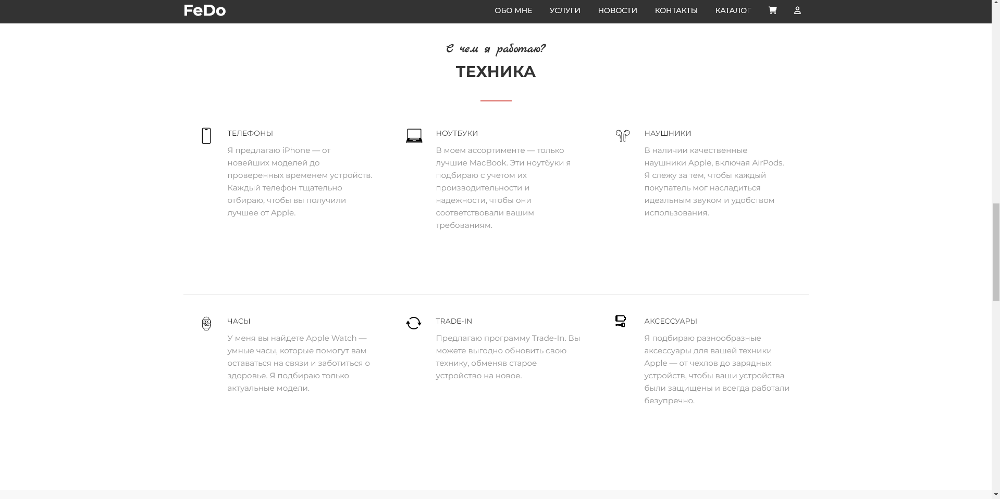 FeDo
ОБО МНЕ
УСЛУГИ
НОВОСТИ
КОНТАКТЫ
КАТАЛОГ
С чем я работаю?
ТЕХНИКА
ТЕЛЕФОНЫ
Я предлагаю iPhone — от
новейших моделей до
проверенных временем устройств.
Каждый телефон тщательно
отбираю, чтобы вы получили
лучшее от Apple.
НОУТБУКИ
В моем ассортименте — только
лучшие MacBook. Эти ноутбуки я
подбираю с учетом их
производительности и
надежности, чтобы они
соответствовали вашим
требованиям.
НАУШНИКИ
В наличии качественные
наушники Apple, включая AirPods.
Я слежу за тем, чтобы каждый
покупатель мог насладиться
идеальным звуком и удобством
использования.
ЧАСЫ
У меня вы найдете Apple Watch —
умные часы, которые помогут вам
оставаться на связи и заботиться о
здоровье. Я подбираю только
актуальные модели.
TRADE-IN
Предлагаю программу Trade-In. Вы
можете выгодно обновить свою
технику, обменяв старое
устройство на новое.
АКСЕССУАРЫ
Я подбираю разнообразные
аксессуары для вашей техники
Apple — от чехлов до зарядных
устройств, чтобы ваши устройства
были защищены и всегда работали
безупречно.